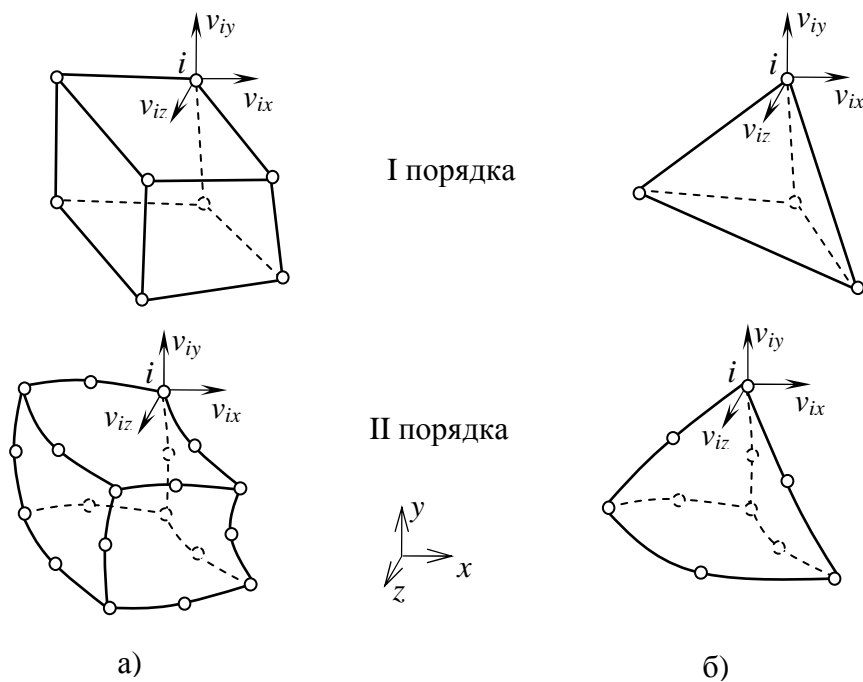 v_iy
v_iy
i
i
v_iz
v_ix
v_iz
v_ix
I порядка
v_iy
v_iy
i
i
v_iz
v_ix
v_iz
v_ix
II порядка
y
x
z
а)
б)